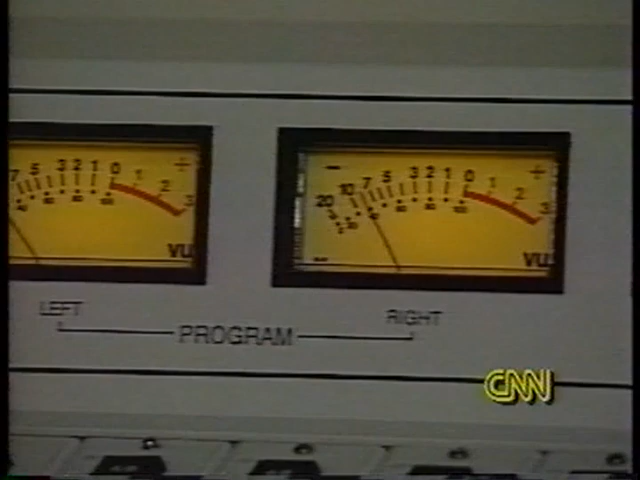 7 5 3 2 1 0 1 2 3 +
VU
- 20 10 7 5 3 2 1 0 1 2 3 +
VU
LEFT
RIGHT
PROGRAM
CNN